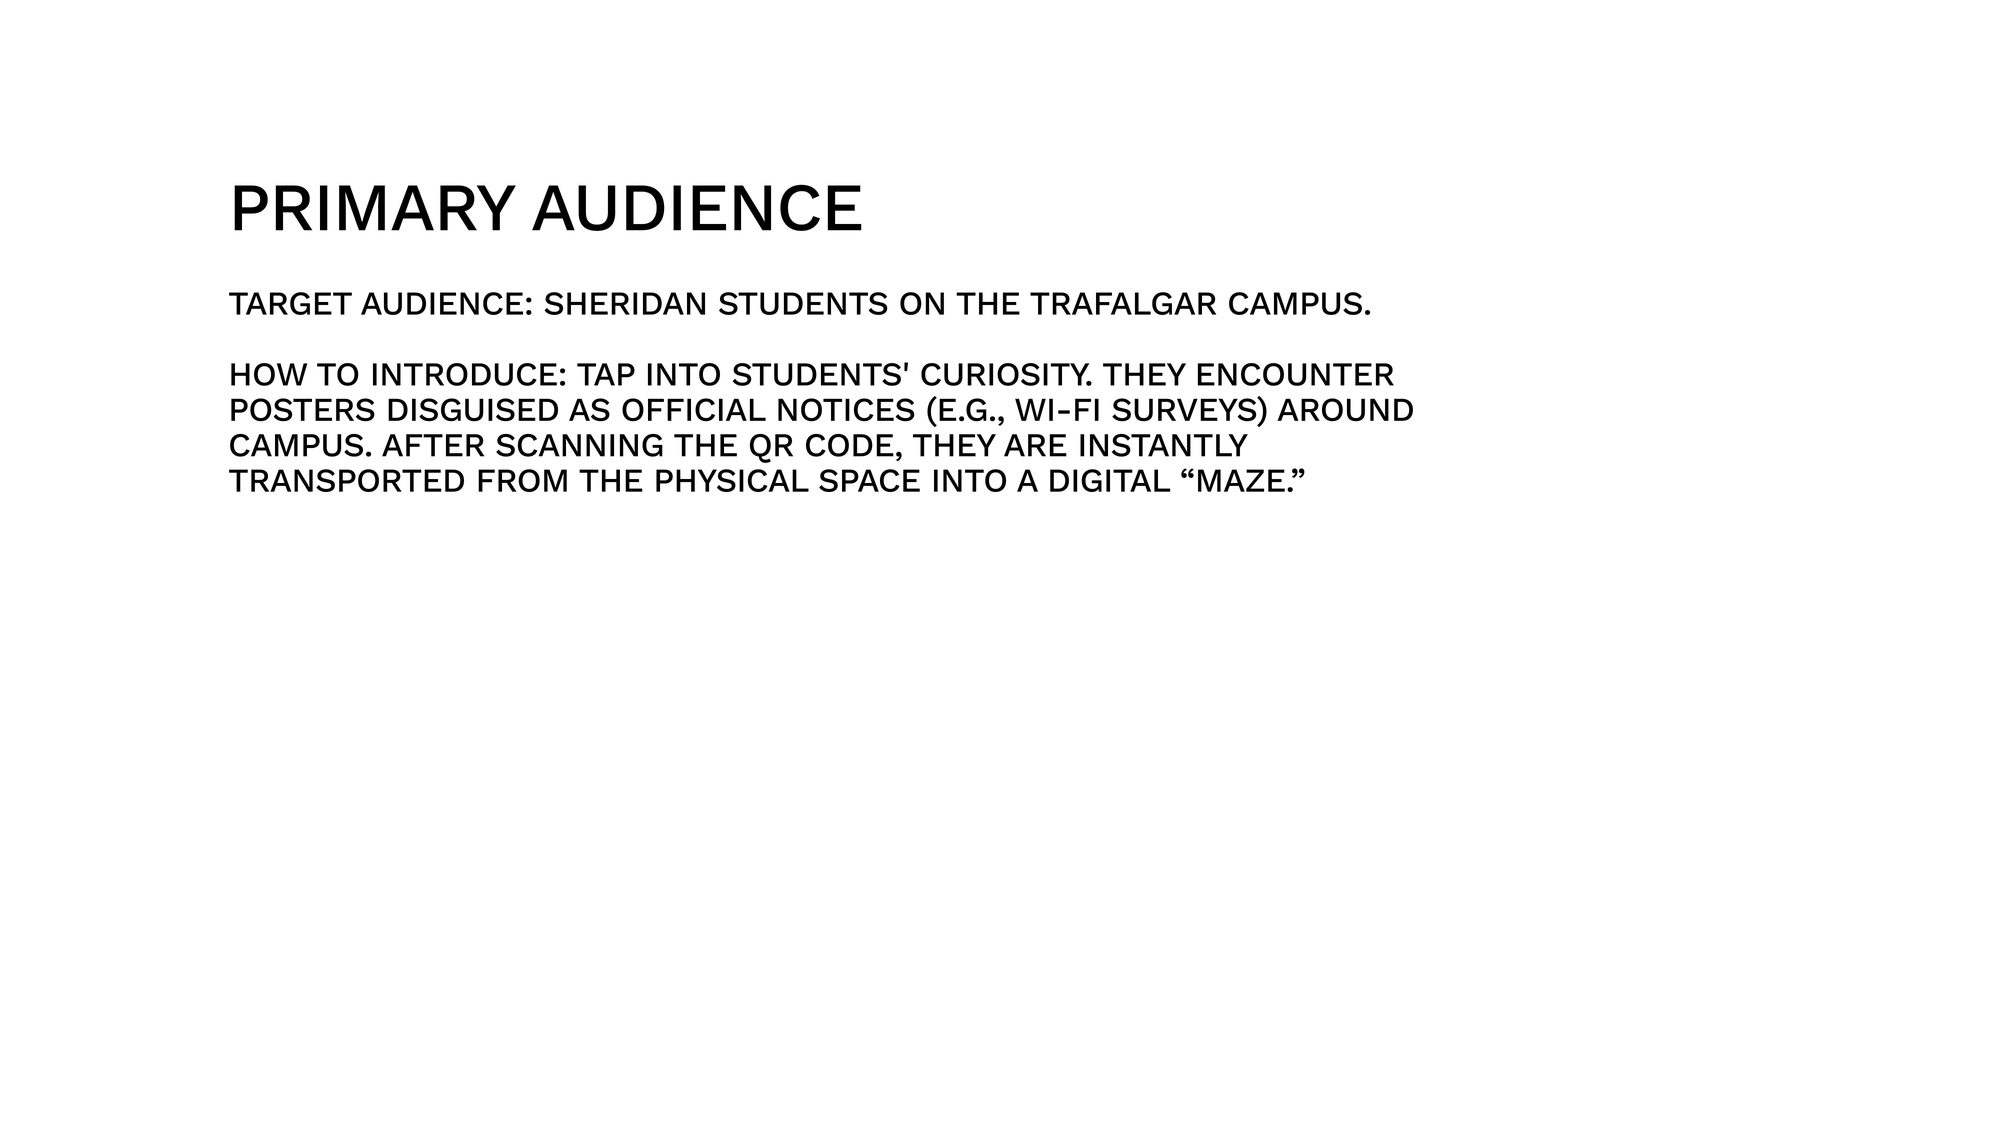 PRIMARY AUDIENCE
TARGET AUDIENCE: SHERIDAN STUDENTS ON THE TRAFALGAR CAMPUS.
HOW TO INTRODUCE: TAP INTO STUDENTS' CURIOSITY. THEY ENCOUNTER
POSTERS DISGUISED AS OFFICIAL NOTICES (E.G., WI-FI SURVEYS) AROUND
CAMPUS. AFTER SCANNING THE QR CODE, THEY ARE INSTANTLY
TRANSPORTED FROM THE PHYSICAL SPACE INTO A DIGITAL “MAZE.”